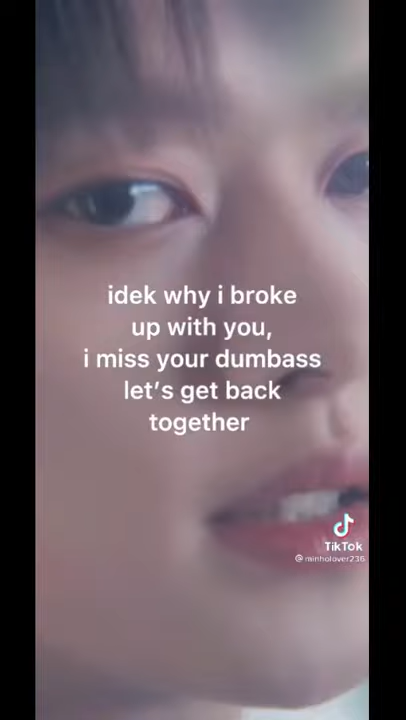 idek why i broke
up with you,
i miss your dumbass
let's get back
together
TikTok
@minholover236